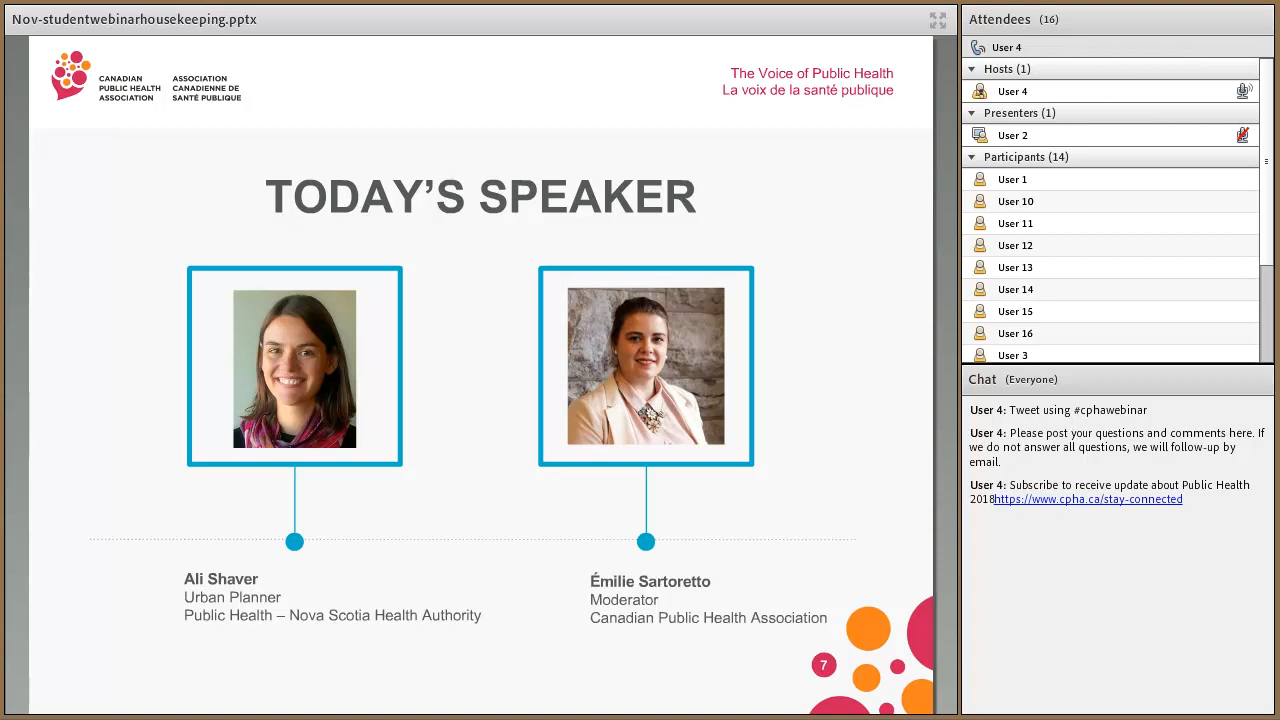 Nov-studentwebinarhousekeeping.pptx
CANADIAN
PUBLIC HEALTH
ASSOCIATION
ASSOCIATION
CANADIENNE DE
SANTÉ PUBLIQUE
The Voice of Public Health
La voix de la santé publique
TODAY’S SPEAKER
Ali Shaver
Urban Planner
Public Health – Nova Scotia Health Authority
Émilie Sartoretto
Moderator
Canadian Public Health Association
7
Attendees (16)
User 4
Hosts (1)
User 4
Presenters (1)
User 2
Participants (14)
User 1
User 10
User 11
User 12
User 13
User 14
User 15
User 16
User 3
Chat (Everyone)
User 4: Tweet using #cphawebinar
User 4: Please post your questions and comments here. If
we do not answer all questions, we will follow-up by
email.
User 4: Subscribe to receive update about Public Health
2018https://www.cpha.ca/stay-connected